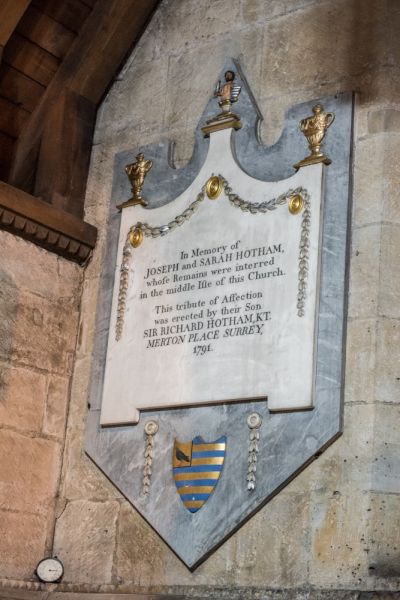 In Memory of
JOSEPH and SARAH HOTHAM,
whose Remains were interred
in the middle Isle of this Church.
This tribute of Affection
was erected by their Son
SIR RICHARD HOTHAM, KT.
MERTON PLACE SURREY,
1791.